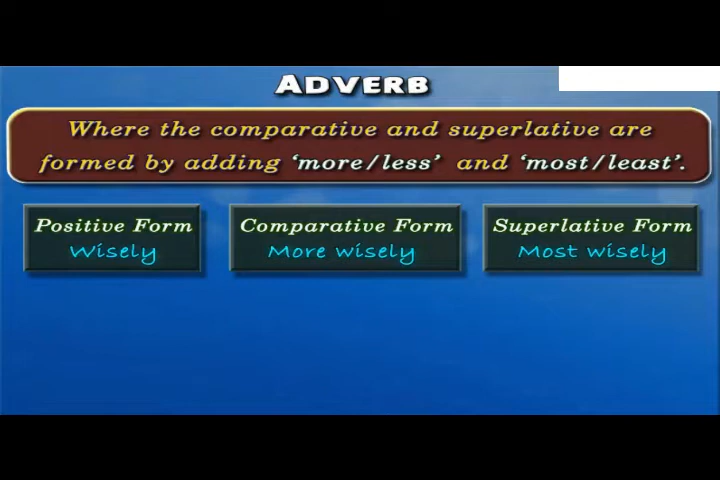 ADVERB
Where the comparative and superlative are
formed by adding 'more/less' and 'most/least'.
Positive Form
Wisely
Comparative Form
More wisely
Superlative Form
Most wisely